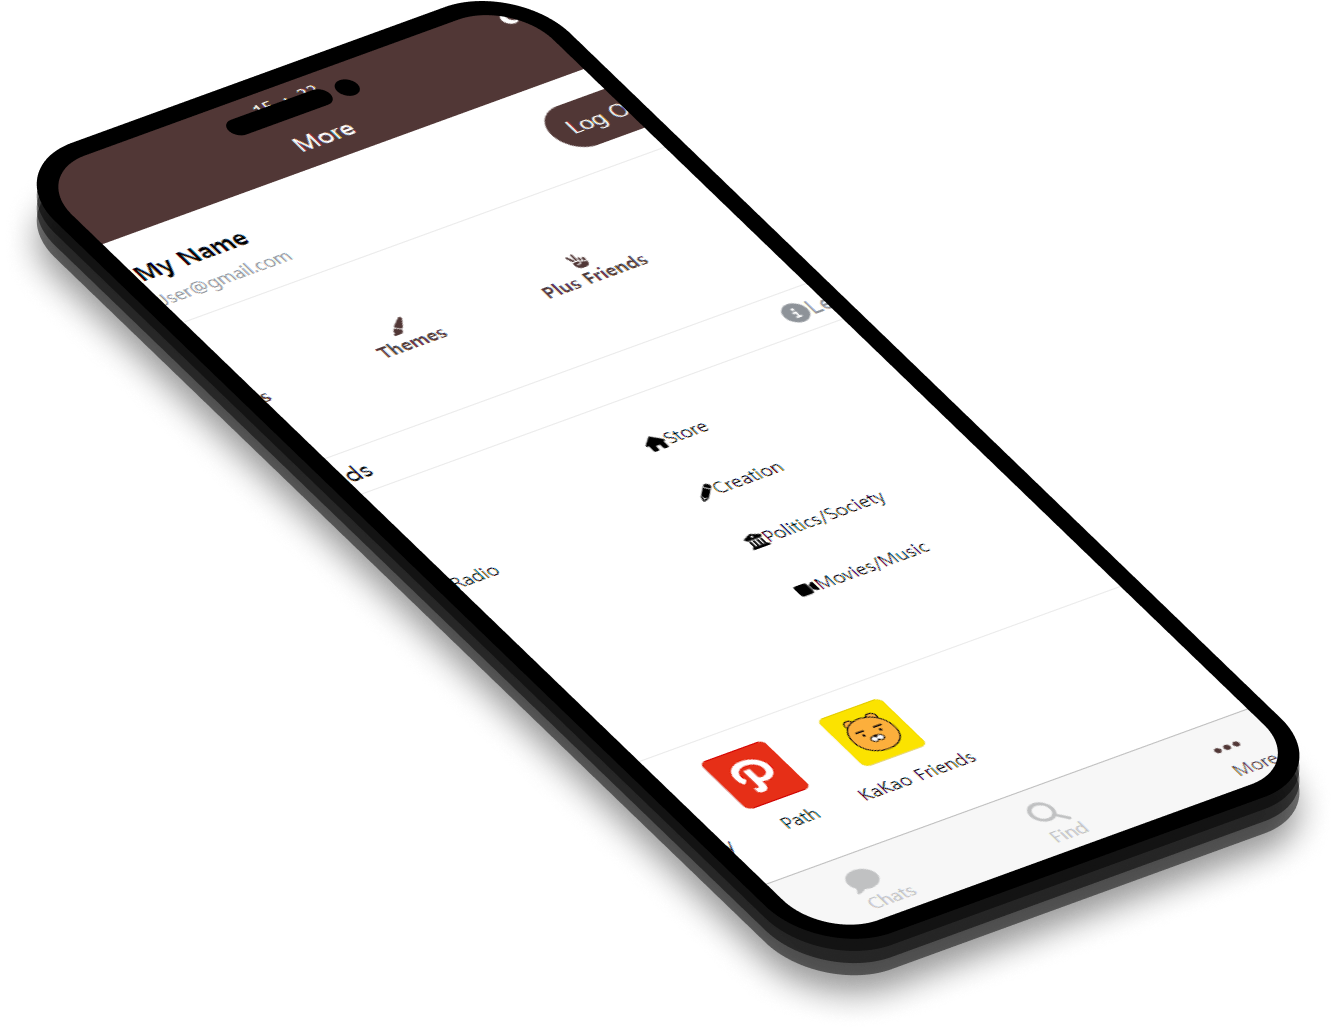 More
Log O
My Name
User@gmail.com
Plus Friends
Themes
s
Le
ds
Store
Creation
Politics/Society
Movies/Music
Radio
KaKao Friends
Path
More
Find
Chats